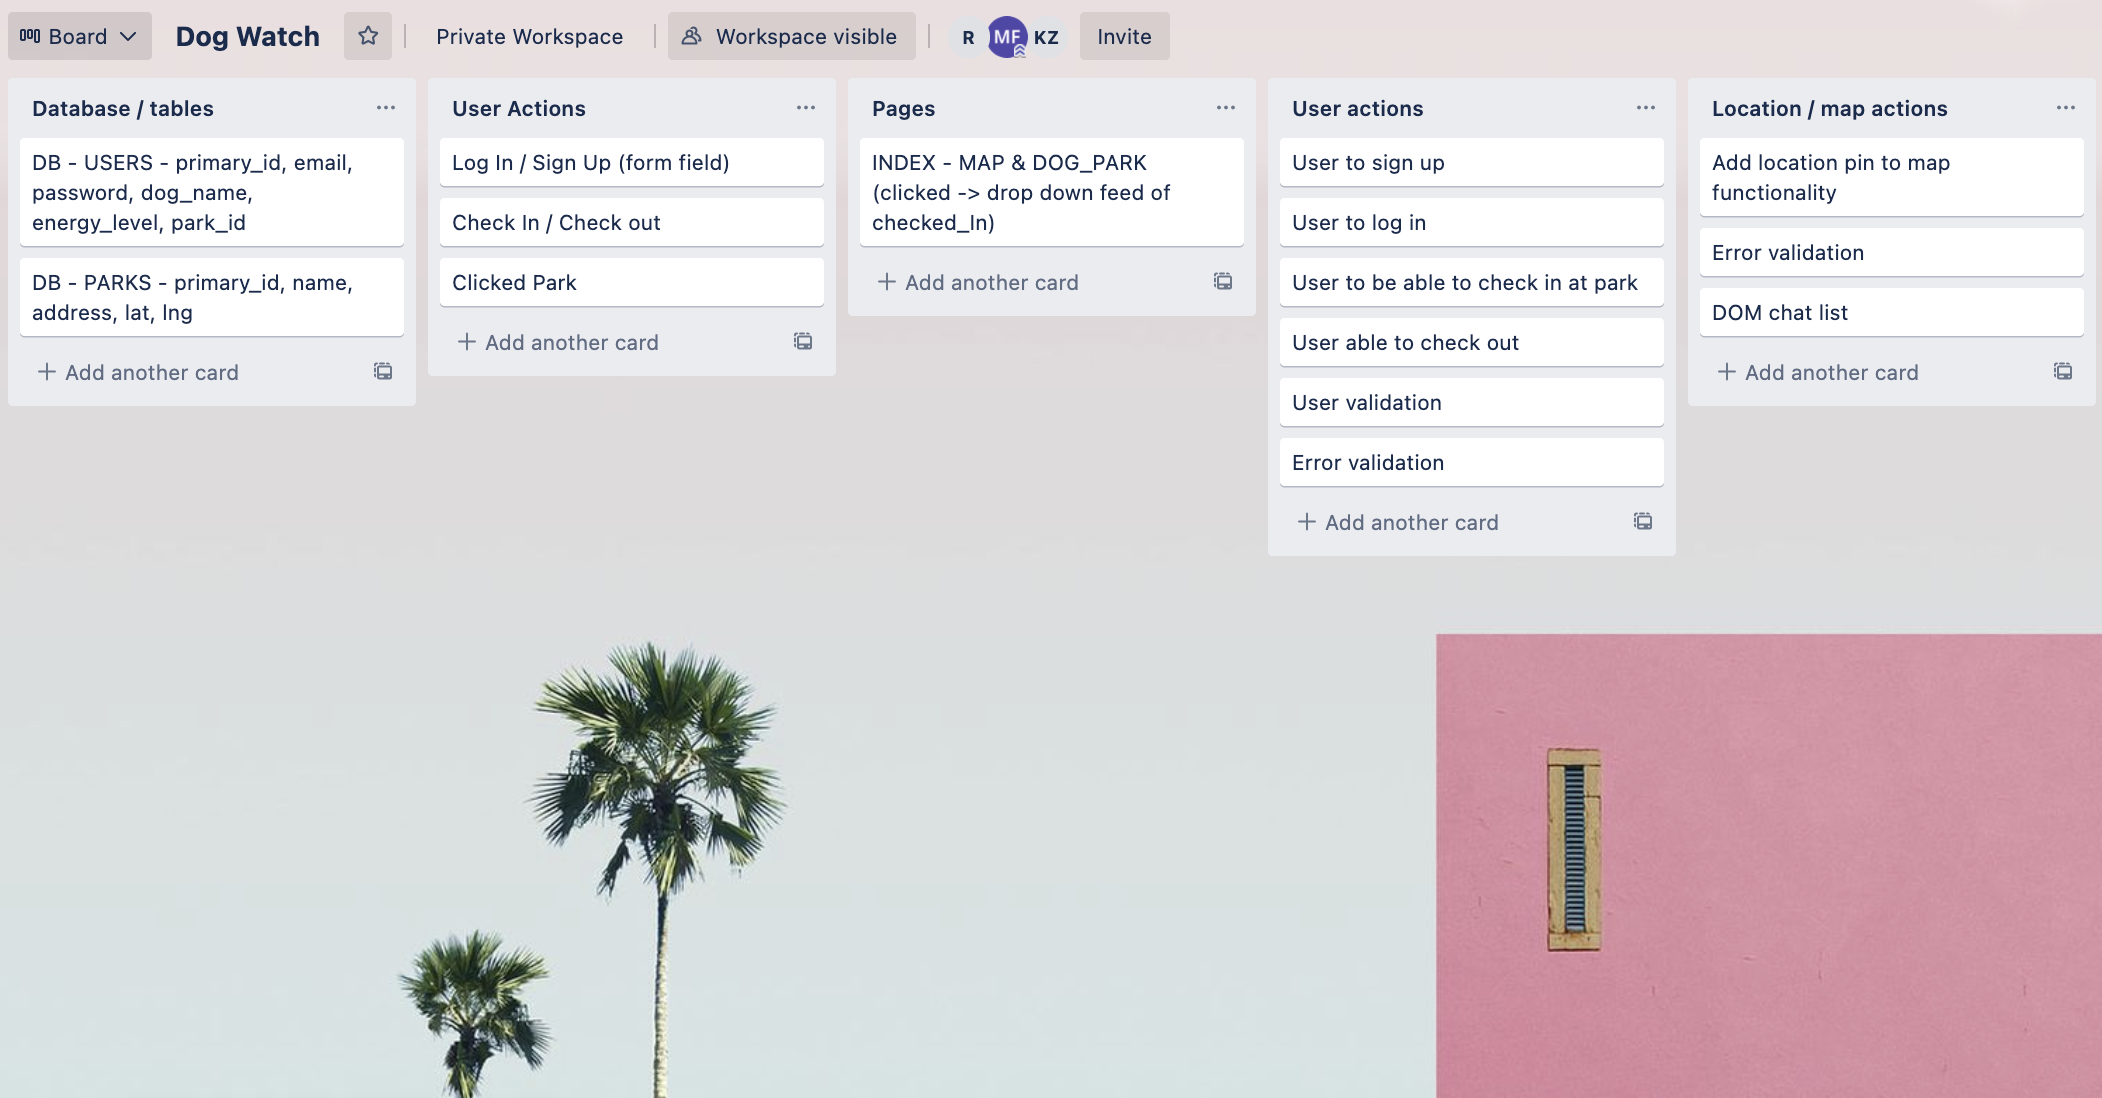 Board
Dog Watch
Private Workspace
Workspace visible
R
MF
KZ
Invite
Database / tables
DB - USERS - primary_id, email,
password, dog_name,
energy_level, park_id
DB - PARKS - primary_id, name,
address, lat, lng
Add another card
User Actions
Log In / Sign Up (form field)
Check In / Check out
Clicked Park
Add another card
Pages
INDEX - MAP & DOG_PARK
(clicked -> drop down feed of
checked_In)
Add another card
User actions
User to sign up
User to log in
User to be able to check in at park
User able to check out
User validation
Error validation
Add another card
Location / map actions
Add location pin to map
functionality
Error validation
DOM chat list
Add another card